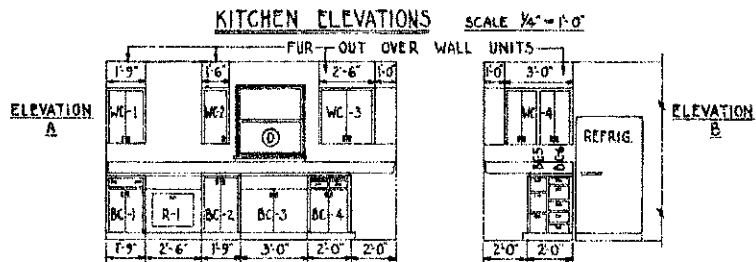 KITCHEN ELEVATIONS SCALE 1/4" = 1'-0"
FUR-OUT OVER WALL UNITS
1'-9" 1'-6" 2'-6" 1'-0" 1'-0" 3'-0"
ELEVATION A
WC-1 WC-2 D WC-3 WC-4
REFRIG.
ELEVATION B
BC-5 BC-6
BC-1 R-1 BC-2 BC-3 BC-4
1'-9" 2'-6" 1'-9" 3'-0" 2'-0" 2'-0" 2'-0" 2'-0"